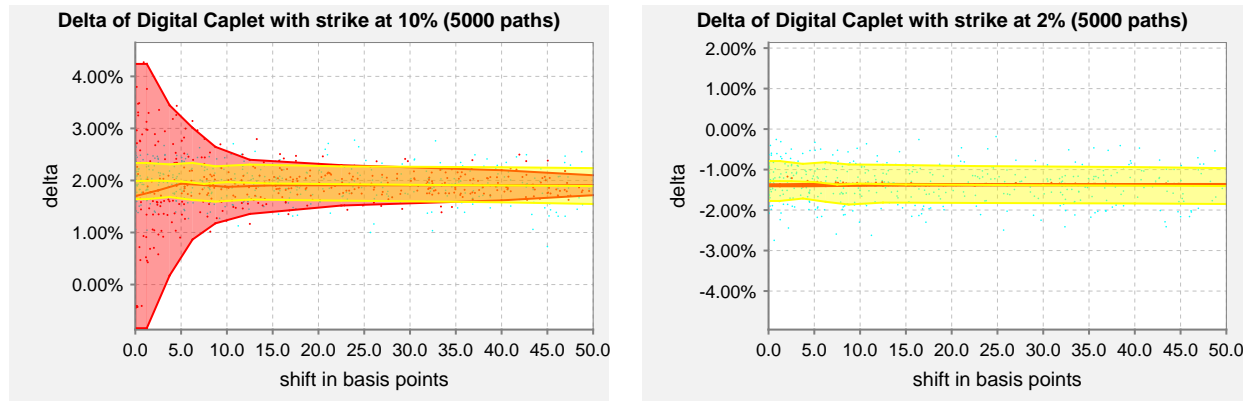 Delta of Digital Caplet with strike at 10% (5000 paths)
4.00%
3.00%
2.00%
1.00%
0.00%
delta
0.0 5.0 10.0 15.0 20.0 25.0 30.0 35.0 40.0 45.0 50.0
shift in basis points
Delta of Digital Caplet with strike at 2% (5000 paths)
2.00%
1.00%
0.00%
-1.00%
-2.00%
-3.00%
-4.00%
delta
0.0 5.0 10.0 15.0 20.0 25.0 30.0 35.0 40.0 45.0 50.0
shift in basis points